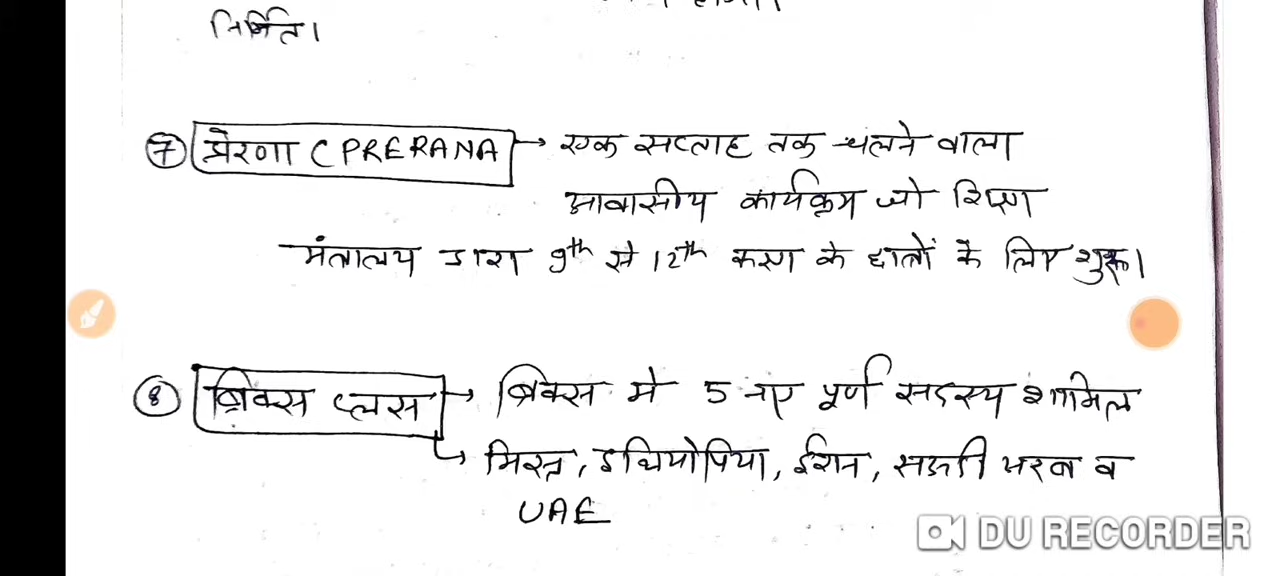 निर्मित।
7 प्रेरणा (PRERANA → एक सप्ताह तक चलने वाला
आवासीय कार्यक्रम जो शिक्षा
मंत्रालय द्वारा 9th से 12th कक्षा के छात्रों के लिए शुरू।
8 ब्रिक्स प्लस → ब्रिक्स मे 5 नए पूर्ण सदस्य शामिल
→ मिस्त्र, इथियोपिया, ईरान, सऊदी अरब व
UAE
DU RECORDER